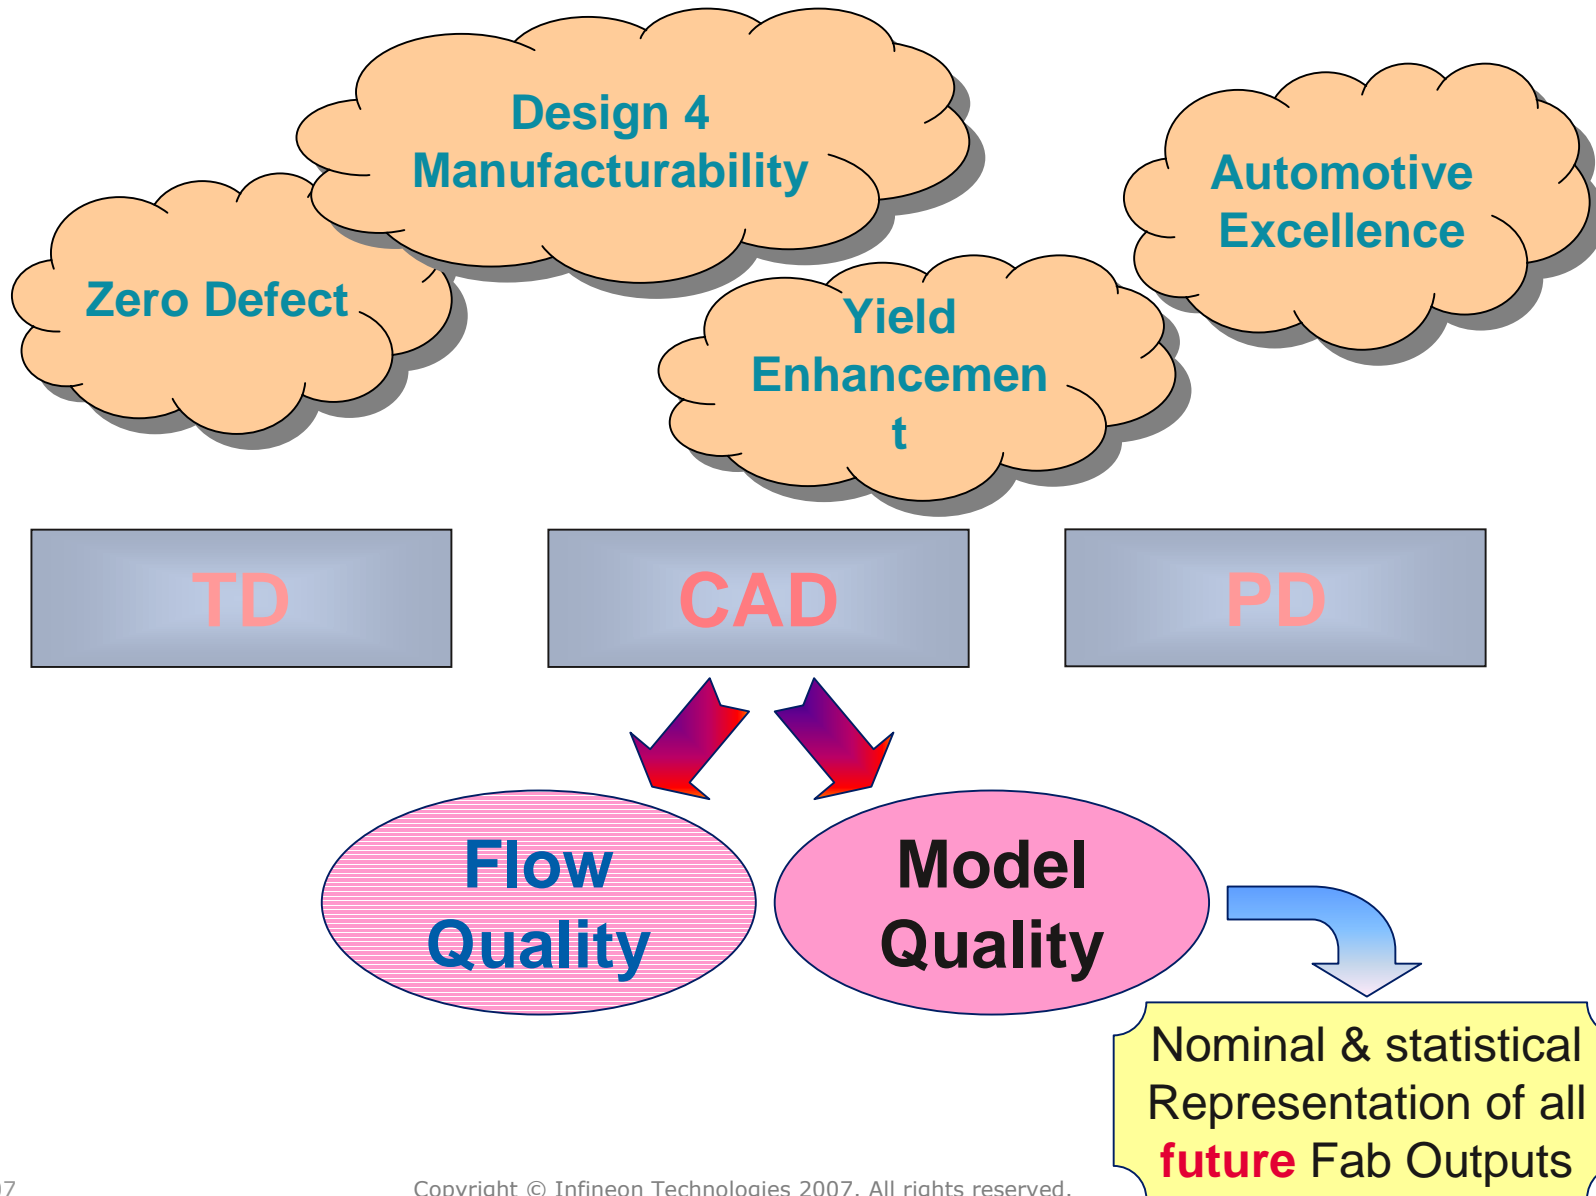 Design 4
Manufacturability
Automotive
Excellence
Zero Defect
Yield
Enhancemen
t
TD
CAD
PD
Flow
Quality
Model
Quality
Nominal & statistical
Representation of all
future Fab Outputs
Copyright © Infineon Technologies 2007. All rights reserved.